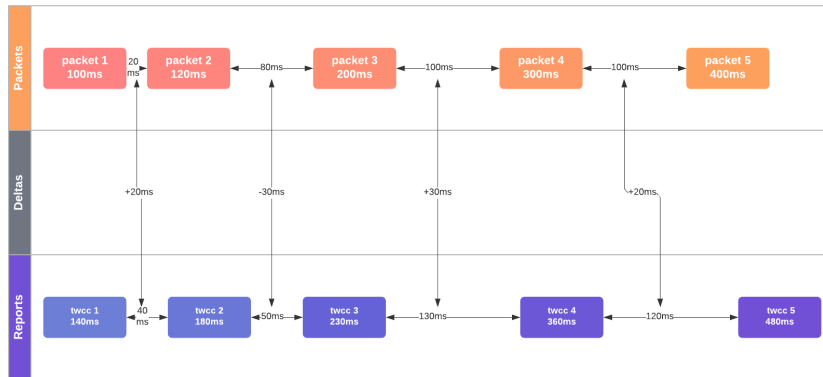 Packets
packet 1
100ms
20
ms
packet 2
120ms
80ms
packet 3
200ms
100ms
packet 4
300ms
100ms
packet 5
400ms
Deltas
+20ms
-30ms
+30ms
+20ms
Reports
twcc 1
140ms
40
ms
twcc 2
180ms
50ms
twcc 3
230ms
130ms
twcc 4
360ms
120ms
twcc 5
480ms